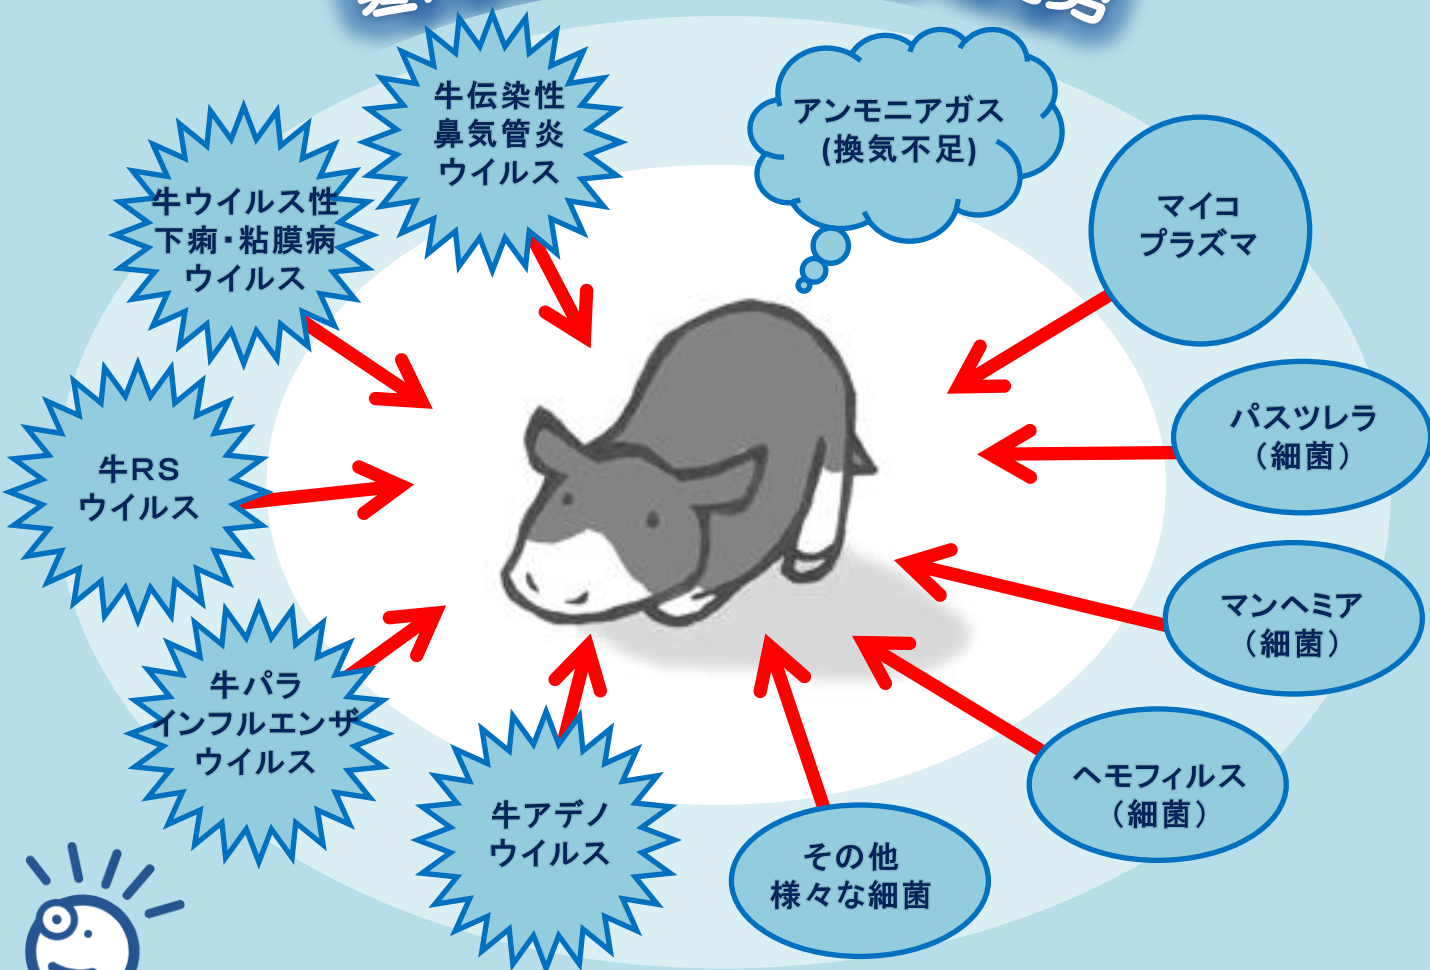 牛伝染性
鼻気管炎
ウイルス
アンモニアガス
(換気不足)
牛ウイルス性
下痢・粘膜病
ウイルス
マイコ
プラズマ
牛RS
ウイルス
パスツレラ
（細菌）
マンヘミア
（細菌）
牛パラ
インフルエンザ
ウイルス
ヘモフィルス
（細菌）
牛アデノ
ウイルス
その他
様々な細菌